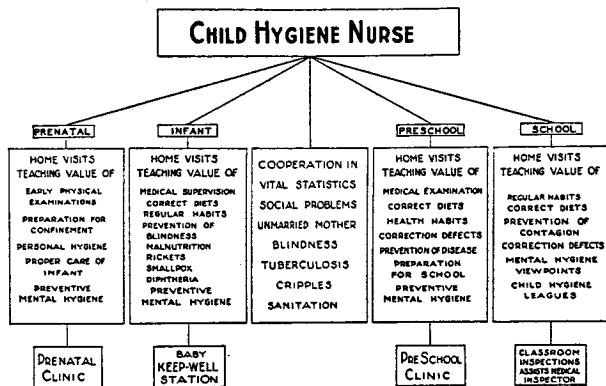 CHILD HYGIENE NURSE
PRENATAL
HOME VISITS
TEACHING VALUE OF
EARLY PHYSICAL
EXAMINATIONS
PREPARATION FOR
CONFINEMENT
PERSONAL HYGIENE
PROPER CARE OF
INFANT
PREVENTIVE
MENTAL HYGIENE
PRENATAL
CLINIC
INFANT
HOME VISITS
TEACHING VALUE OF
MEDICAL SUPERVISION
CORRECT DIETS
REGULAR HABITS
PREVENTION OF
BLINDNESS
MALNUTRITION
RICKETS
SMALLPOX
DIPHTHERIA
PREVENTIVE
MENTAL HYGIENE
BABY
KEEP-WELL
STATION
COOPERATION IN
VITAL STATISTICS
SOCIAL PROBLEMS
UNMARRIED MOTHER
BLINDNESS
TUBERCULOSIS
CRIPPLES
SANITATION
PRESCHOOL
HOME VISITS
TEACHING VALUE OF
MEDICAL EXAMINATION
CORRECT DIETS
HEALTH HABITS
CORRECTION DEFECTS
PREVENTION OF DISEASE
PREPARATION
FOR SCHOOL
PREVENTIVE
MENTAL HYGIENE
PRESCHOOL
CLINIC
SCHOOL
HOME VISITS
TEACHING VALUE OF
REGULAR HABITS
CORRECT DIETS
PREVENTION OF
CONTAGION
CORRECTION DEFECTS
MENTAL HYGIENE
VIEWPOINTS
CHILD HYGIENE
LEAGUES
CLASSROOM
INSPECTIONS
ASSISTS MEDICAL
INSPECTOR